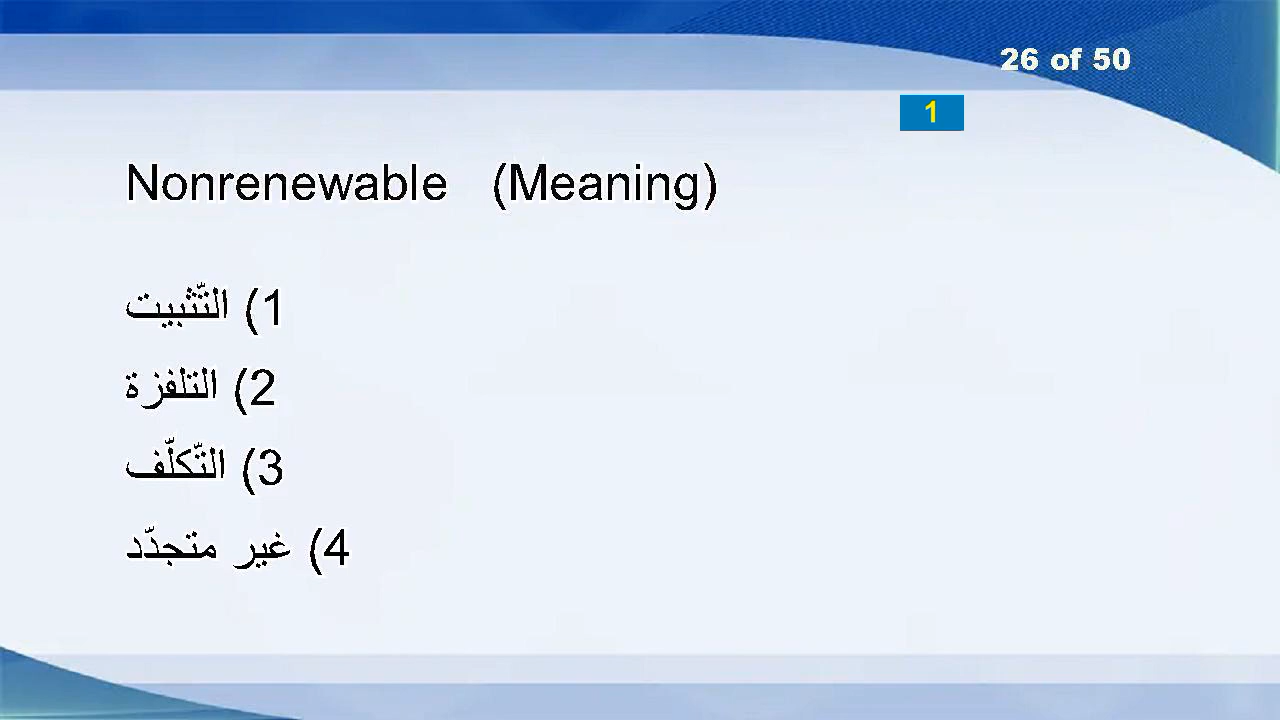 26 of 50
1
Nonrenewable (Meaning)
1) التّثبيت
2) التلفزة
3) التّكلّف
4) غير متجدّد